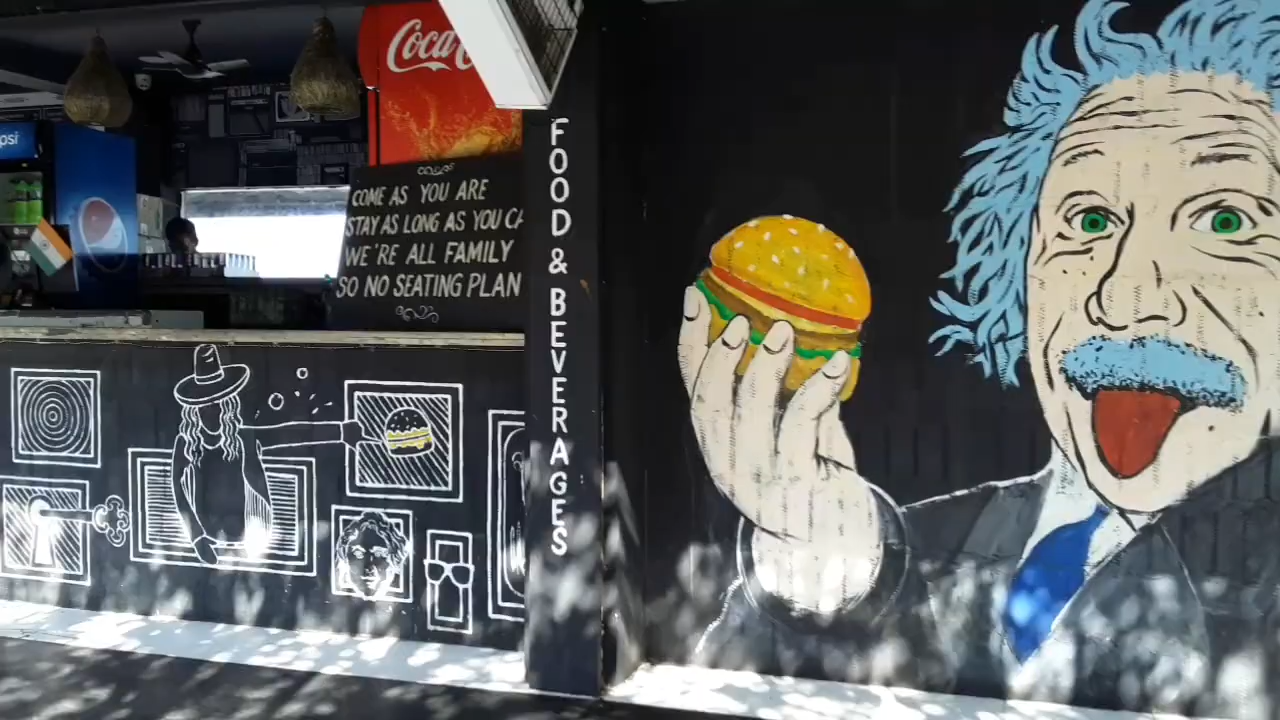 Coca
psi
COME AS YOU ARE
STAY AS LONG AS YOU CA
WE'RE ALL FAMILY
SO NO SEATING PLAN
FOOD & BEVERAGES